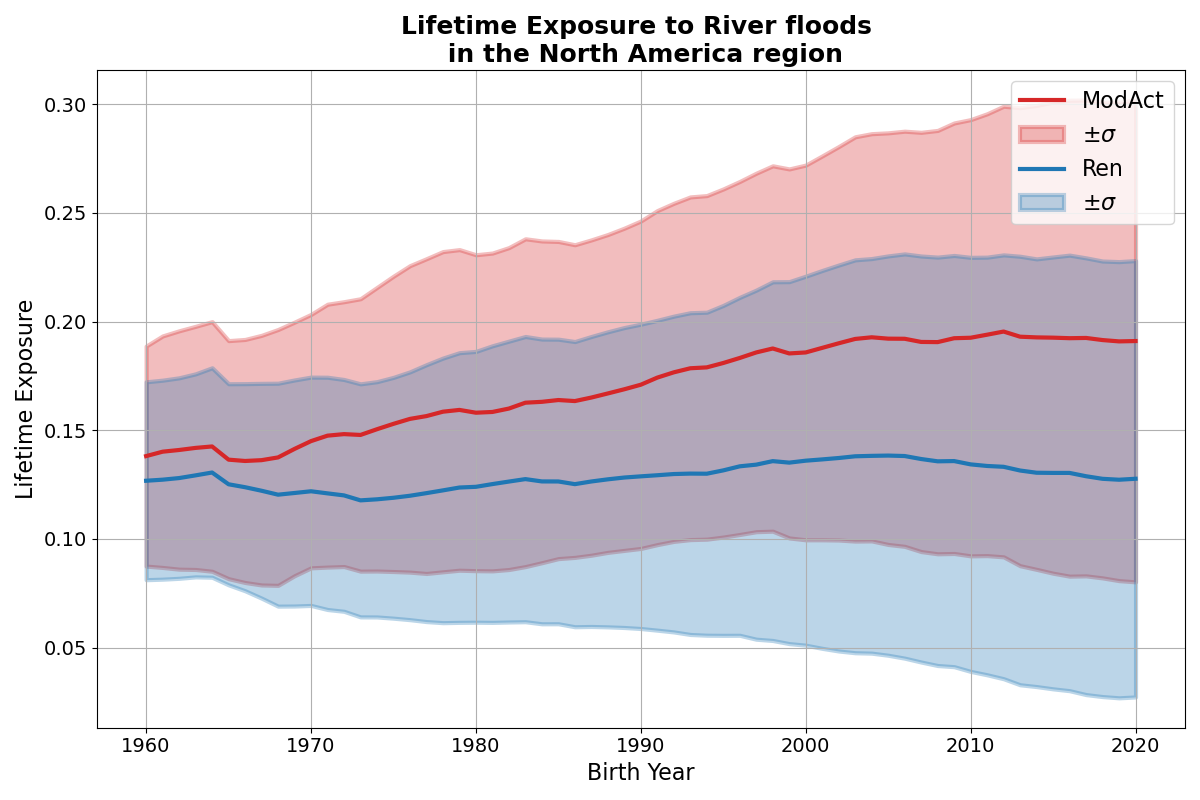 Lifetime Exposure to River floods
in the North America region
ModAct
±σ
Ren
±σ
Lifetime Exposure
0.30
0.25
0.20
0.15
0.10
0.05
1960 1970 1980 1990 2000 2010 2020
Birth Year